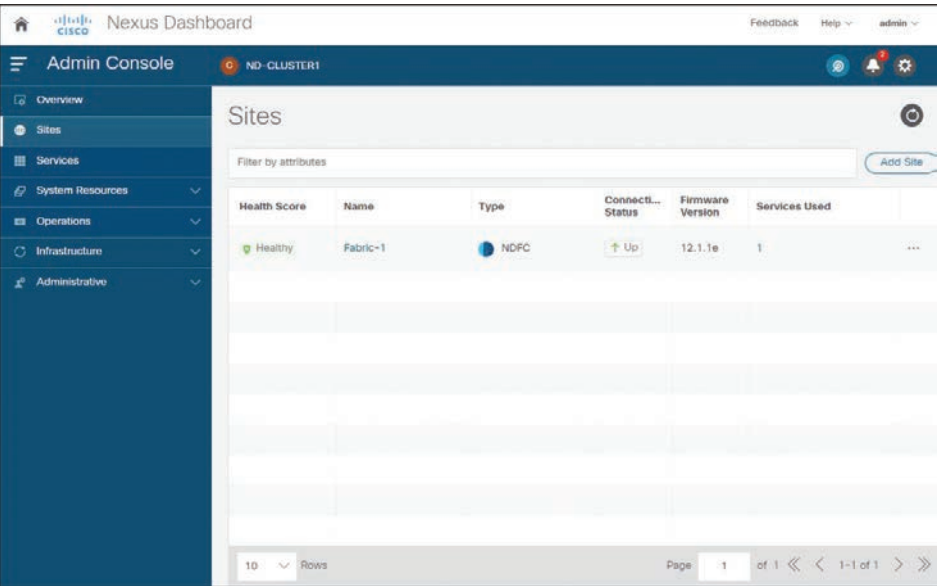 CISCO Nexus Dashboard Feedback Help admin
Admin Console C ND-CLUSTER1 2
Overview
Sites
Services
System Resources
Operations
Infrastructure
Administrative
Sites
Filter by attributes Add Site
Health Score Name Type Connecti... Status Firmware Version Services Used
Healthy Fabric-1 NDFC Up 12.1.1e 1 ...
10 Rows Page 1 of 1 1-1 of 1